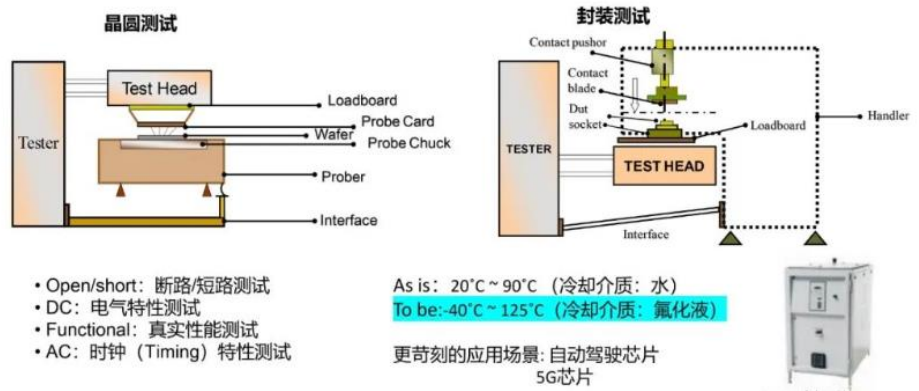 晶圆测试
Test Head
Tester
Loadboard
Probe Card
Wafer
Probe Chuck
Prober
Interface
封装测试
Contact pushor
Contact
blade
Dut
socket
Loadboard
Handler
TESTER
TEST HEAD
Interface
• Open/short：断路/短路测试
• DC：电气特性测试
• Functional：真实性能测试
• AC：时钟（Timing）特性测试
As is：20˚C ~ 90˚C （冷却介质：水）
To be:-40˚C ~ 125˚C（冷却介质：氟化液）
更苛刻的应用场景: 自动驾驶芯片
5G芯片